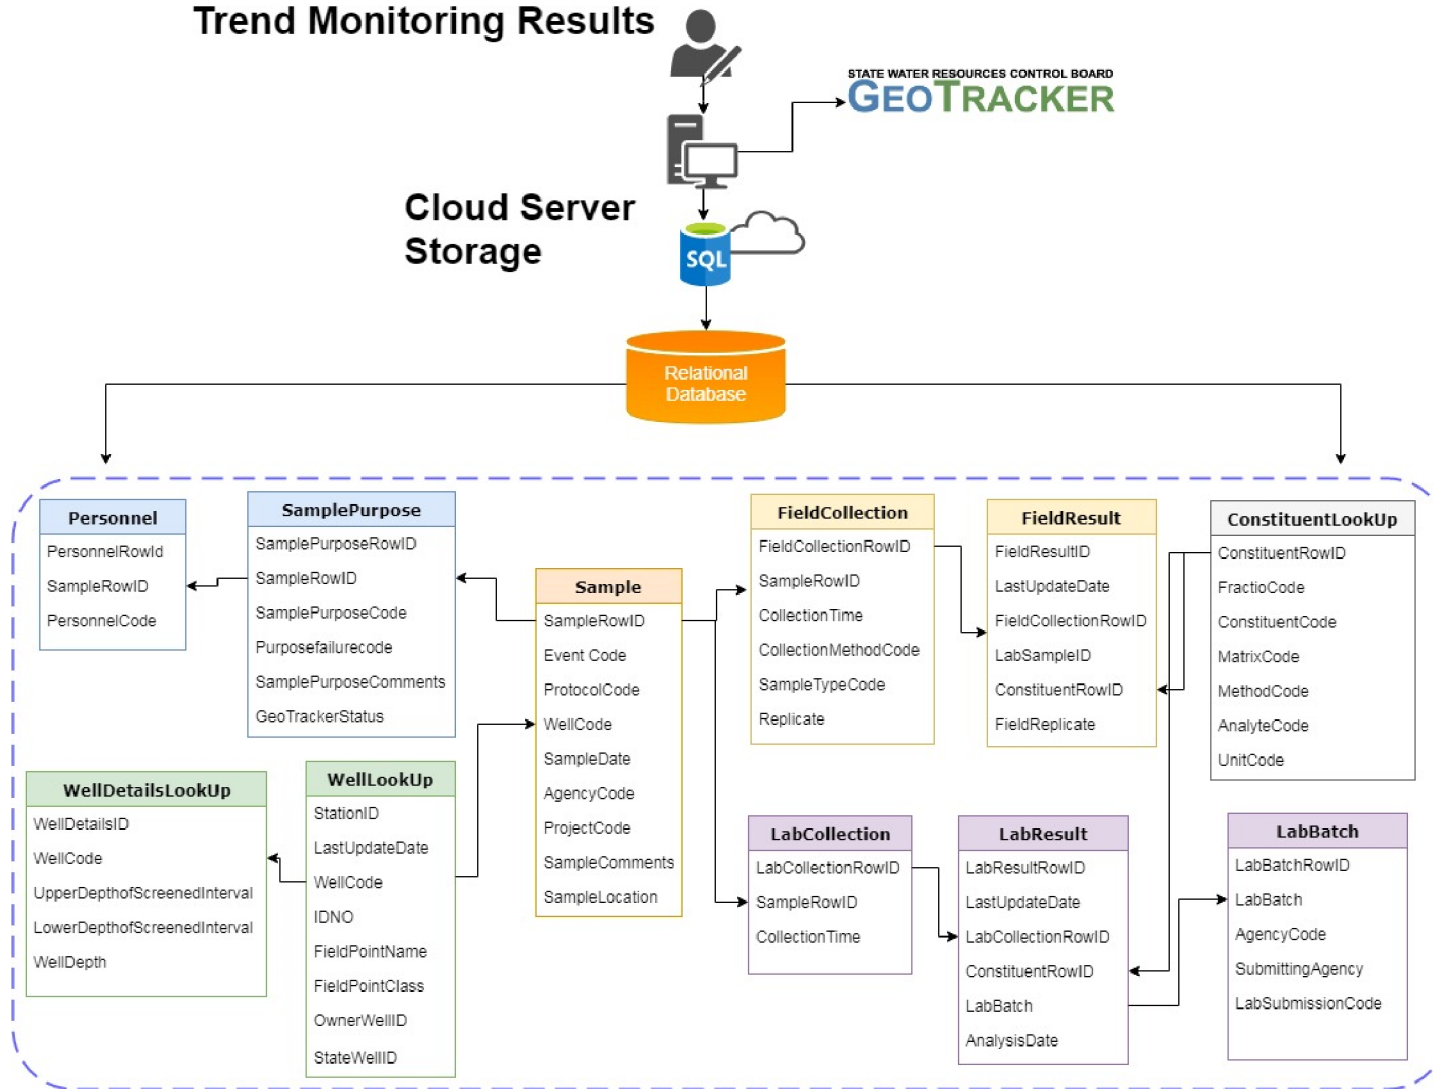 Trend Monitoring Results
STATE WATER RESOURCES CONTROL BOARD
GEOTRACKER
Cloud Server
Storage
SQL
Relational
Database
Personnel
PersonnelRowId
SampleRowID
PersonnelCode
SamplePurpose
SamplePurposeRowID
SampleRowID
SamplePurposeCode
Purposefailurecode
SamplePurposeComments
GeoTrackerStatus
Sample
SampleRowID
Event Code
ProtocolCode
WellCode
SampleDate
AgencyCode
ProjectCode
SampleComments
SampleLocation
FieldCollection
FieldCollectionRowID
SampleRowID
CollectionTime
CollectionMethodCode
SampleTypeCode
Replicate
FieldResult
FieldResultID
LastUpdateDate
FieldCollectionRowID
LabSampleID
ConstituentRowID
FieldReplicate
ConstituentLookUp
ConstituentRowID
FractioCode
ConstituentCode
MatrixCode
MethodCode
AnalyteCode
UnitCode
WellDetailsLookUp
WellDetailsID
WellCode
UpperDepthofScreenedInterval
LowerDepthofScreenedInterval
WellDepth
WellLookUp
StationID
LastUpdateDate
WellCode
IDNO
FieldPointName
FieldPointClass
OwnerWellID
StateWellID
LabCollection
LabCollectionRowID
SampleRowID
CollectionTime
LabResult
LabResultRowID
LastUpdateDate
LabCollectionRowID
ConstituentRowID
LabBatch
AnalysisDate
LabBatch
LabBatchRowID
LabBatch
AgencyCode
SubmittingAgency
LabSubmissionCode